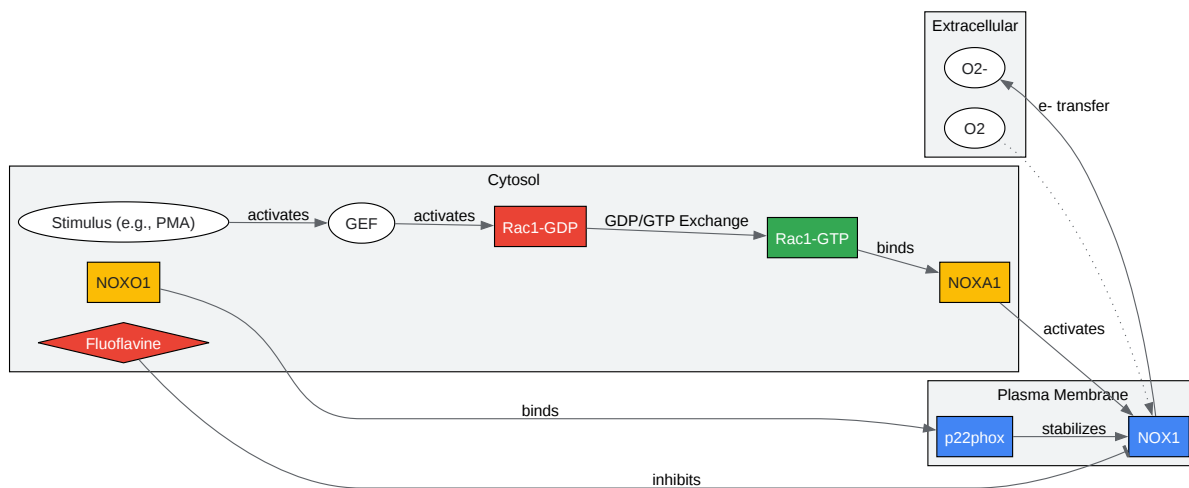 Extracellular
O2-
e- transfer
O2
Cytosol
Stimulus (e.g., PMA)
activates
GEF
activates
Rac1-GDP
GDP/GTP Exchange
Rac1-GTP
binds
NOXO1
NOXA1
Fluoflavine
activates
Plasma Membrane
binds
p22phox
stabilizes
NOX1
inhibits